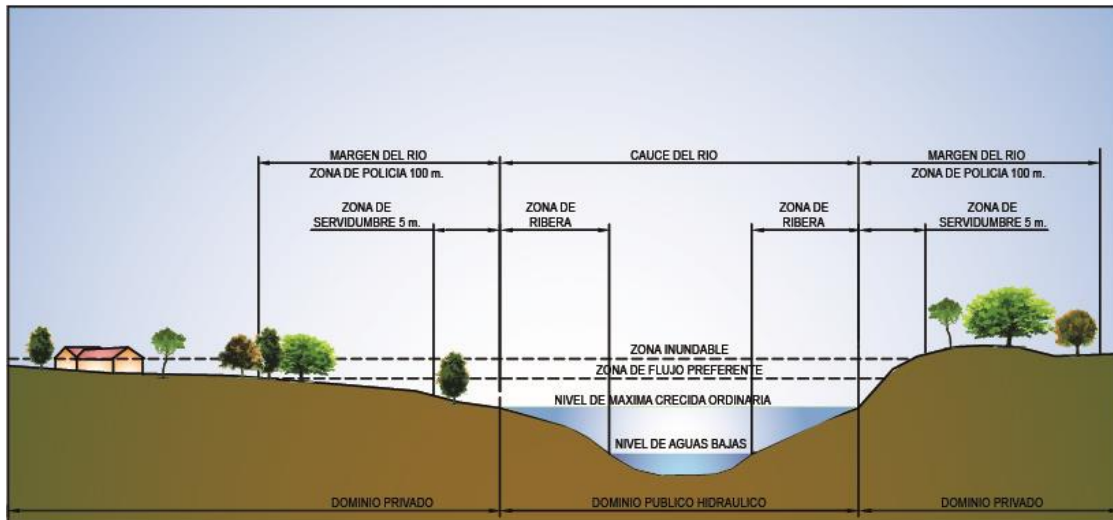 MARGEN DEL RIO
CAUCE DEL RIO
MARGEN DEL RIO
ZONA DE POLICIA 100 m.
ZONA DE POLICIA 100 m.
ZONA DE
SERVIDUMBRE 5 m.
ZONA DE
RIBERA
ZONA DE
RIBERA
ZONA DE
SERVIDUMBRE 5 m.
ZONA INUNDABLE
ZONA DE FLUJO PREFERENTE
NIVEL DE MAXIMA CRECIDA ORDINARIA
NIVEL DE AGUAS BAJAS
DOMINIO PRIVADO
DOMINIO PUBLICO HIDRAULICO
DOMINIO PRIVADO